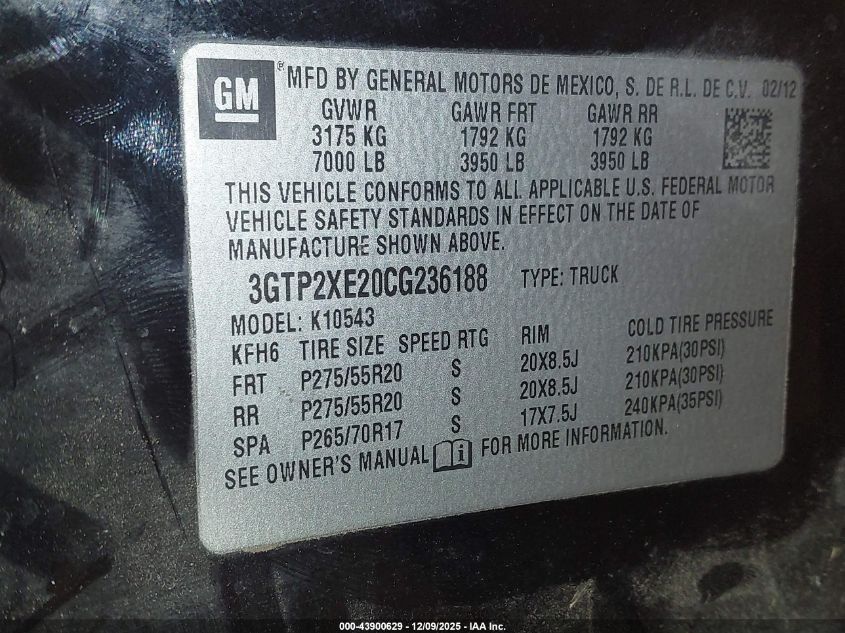 GM ® MFD BY GENERAL MOTORS DE MEXICO, S. DE R.L. DE C.V. 02/12
GVWR GAWR FRT GAWR RR
3175 KG 1792 KG 1792 KG
7000 LB 3950 LB 3950 LB
THIS VEHICLE CONFORMS TO ALL APPLICABLE U.S. FEDERAL MOTOR
VEHICLE SAFETY STANDARDS IN EFFECT ON THE DATE OF
MANUFACTURE SHOWN ABOVE.
3GTP2XE20CG236188 TYPE: TRUCK
MODEL: K10543
KFH6 TIRE SIZE SPEED RTG RIM COLD TIRE PRESSURE
FRT P275/55R20 S 20X8.5J 210KPA(30PSI)
RR P275/55R20 S 20X8.5J 210KPA(30PSI)
SPA P265/70R17 S 17X7.5J 240KPA(35PSI)
SEE OWNER'S MANUAL i FOR MORE INFORMATION.
000-43900629 - 12/09/2025 - IAA Inc.